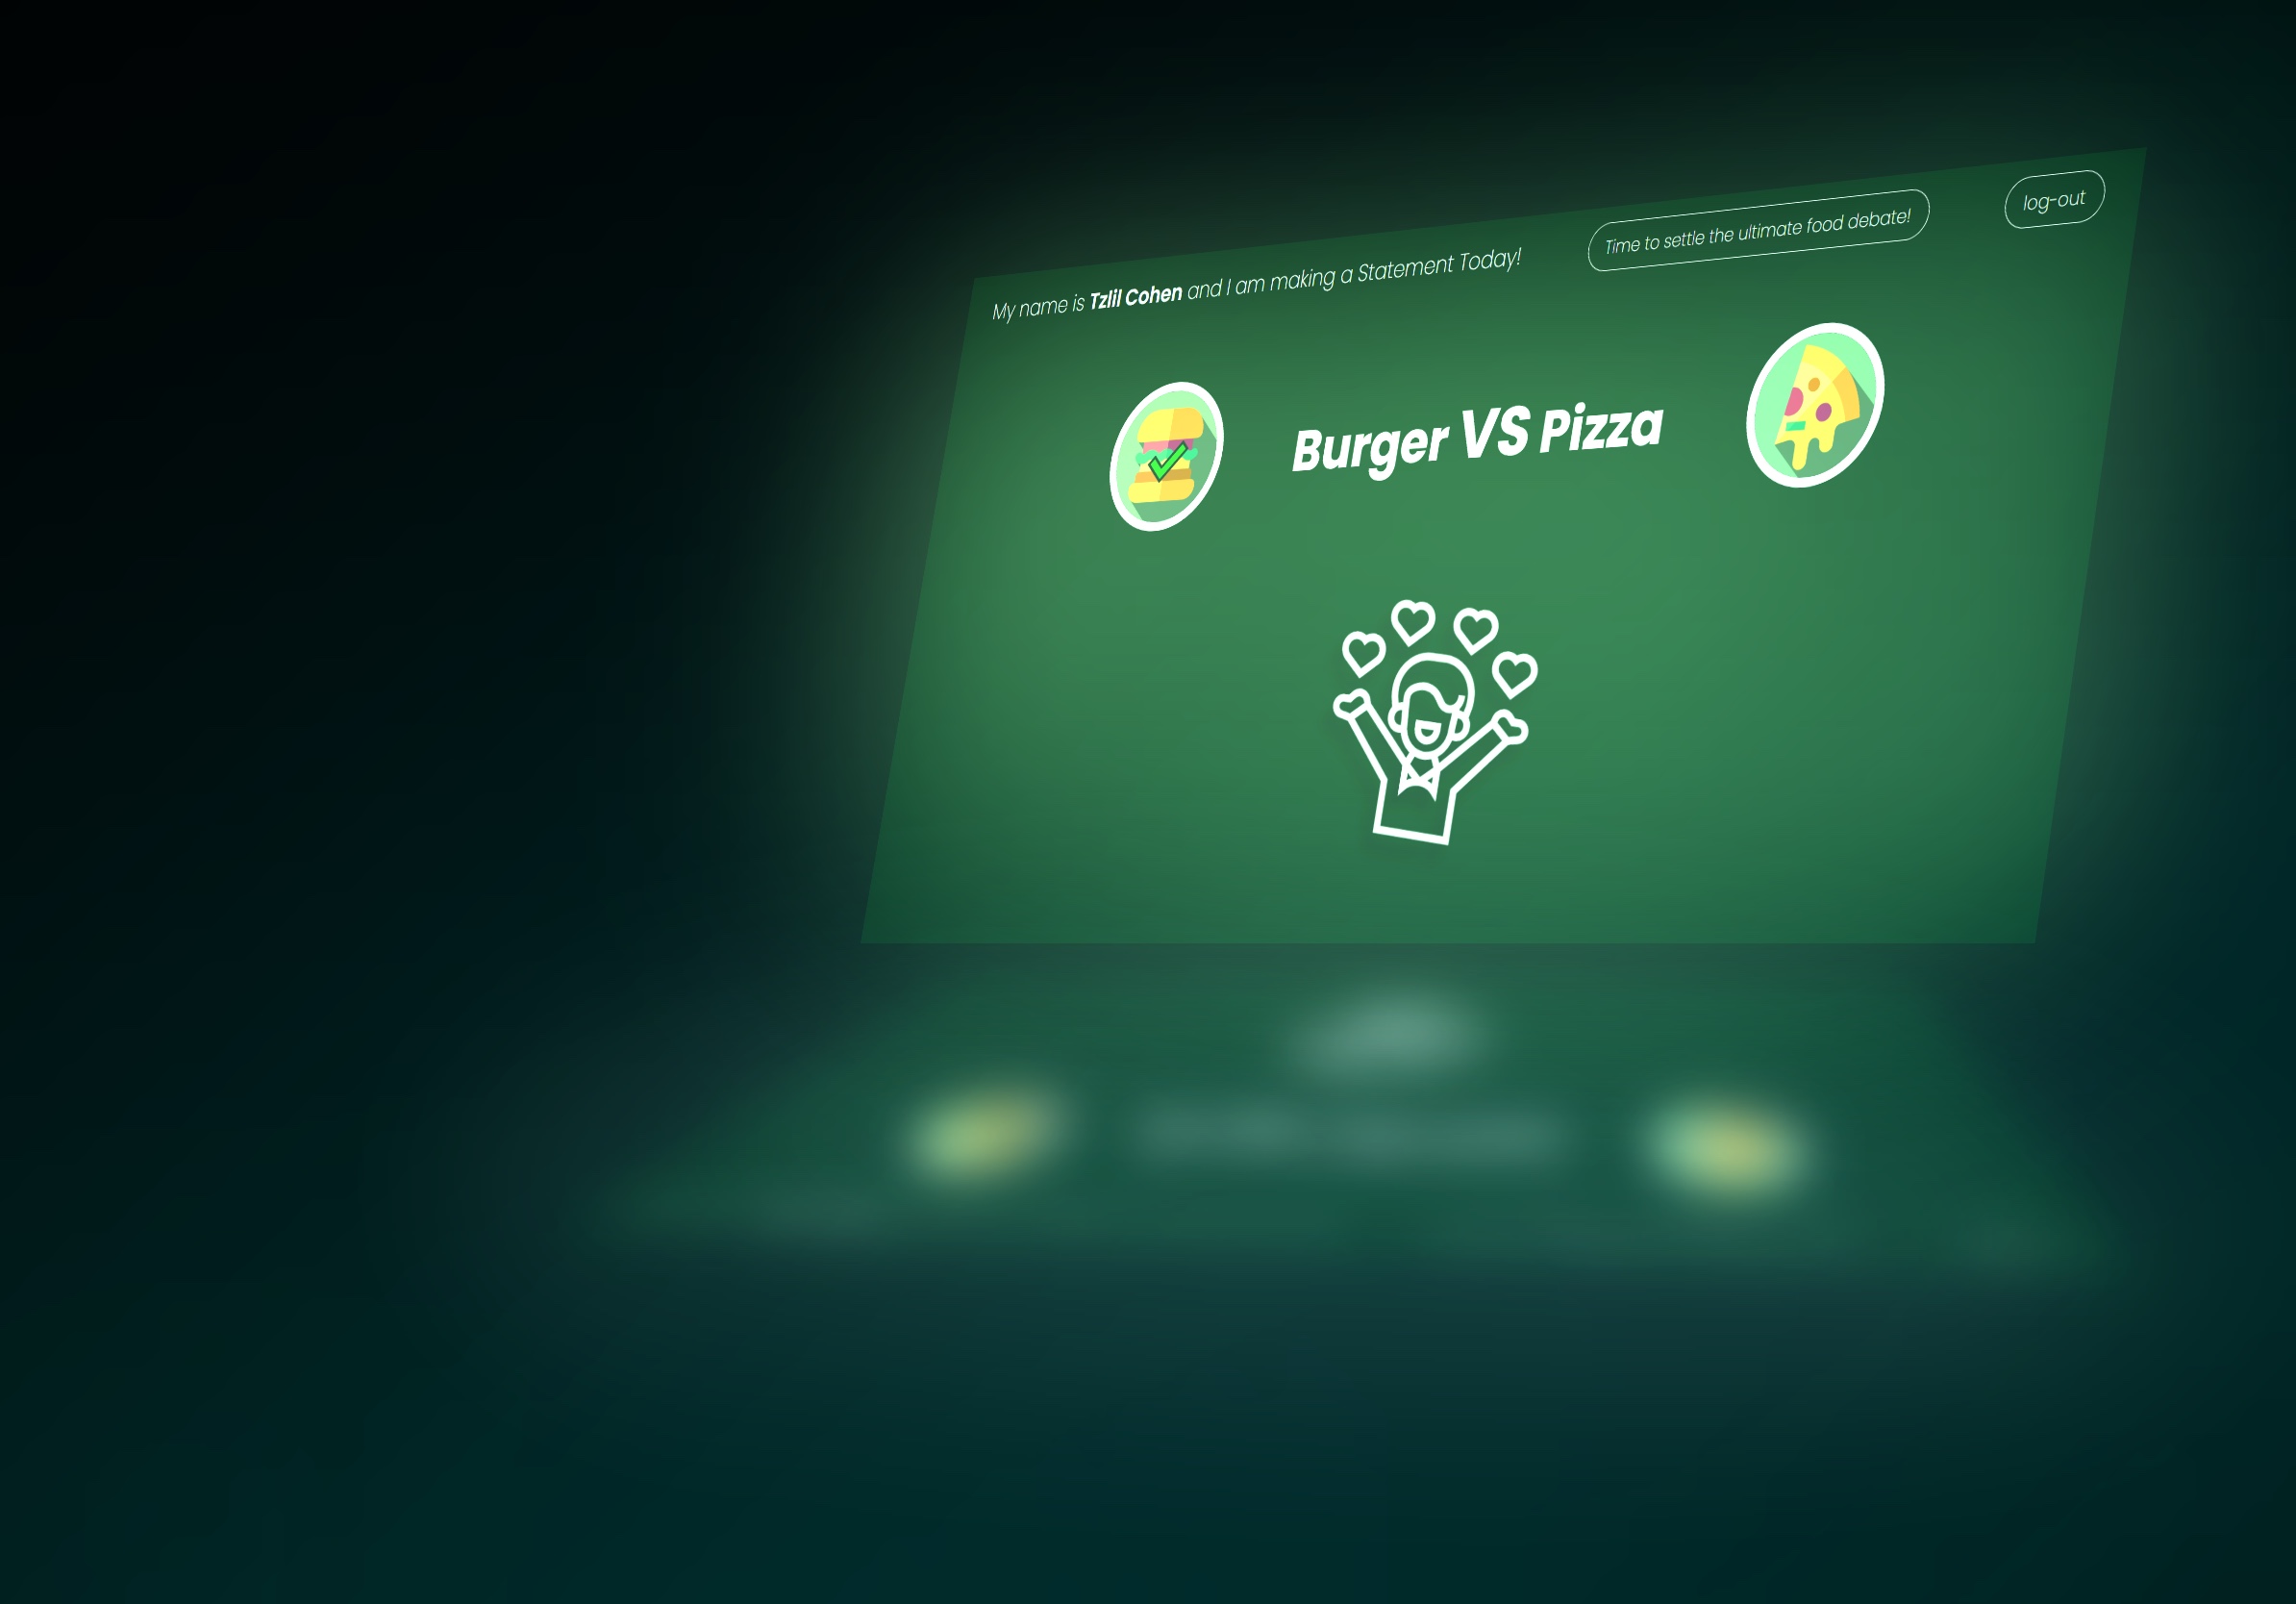 My name is Tzlil Cohen and I am making a Statement Today!
Time to settle the ultimate food debate!
log-out
Burger VS Pizza